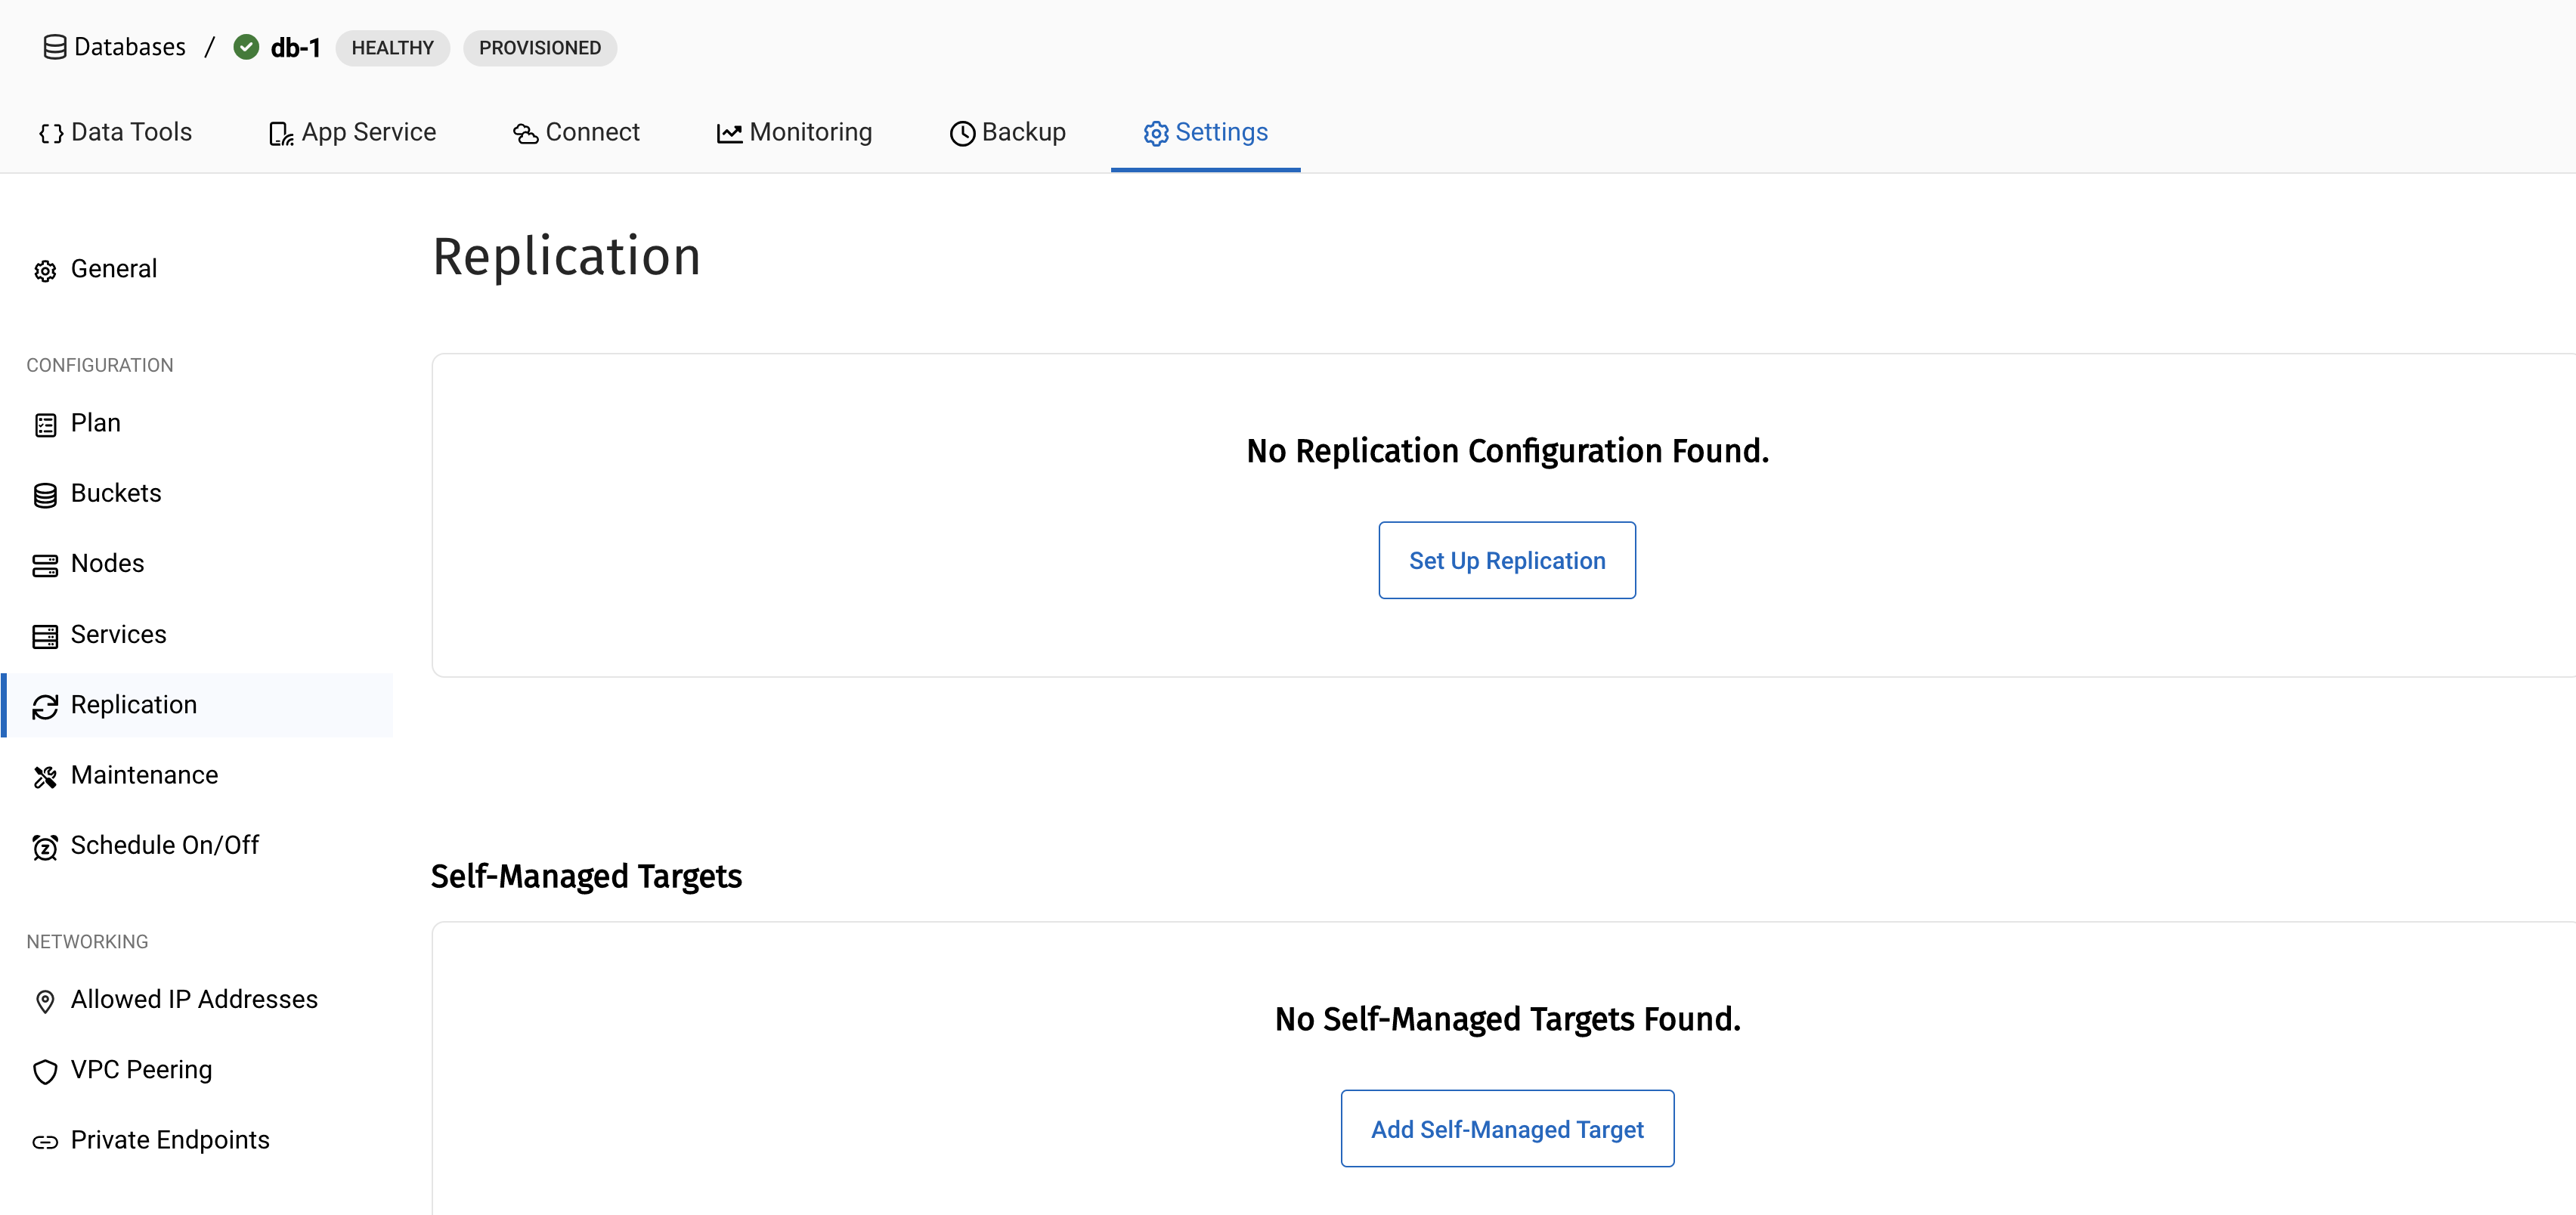 Databases / db-1 HEALTHY PROVISIONED
Data Tools App Service Connect Monitoring Backup Settings
General
CONFIGURATION
Plan
Buckets
Nodes
Services
Replication
Maintenance
Schedule On/Off
NETWORKING
Allowed IP Addresses
VPC Peering
Private Endpoints
Replication
No Replication Configuration Found.
Set Up Replication
Self-Managed Targets
No Self-Managed Targets Found.
Add Self-Managed Target